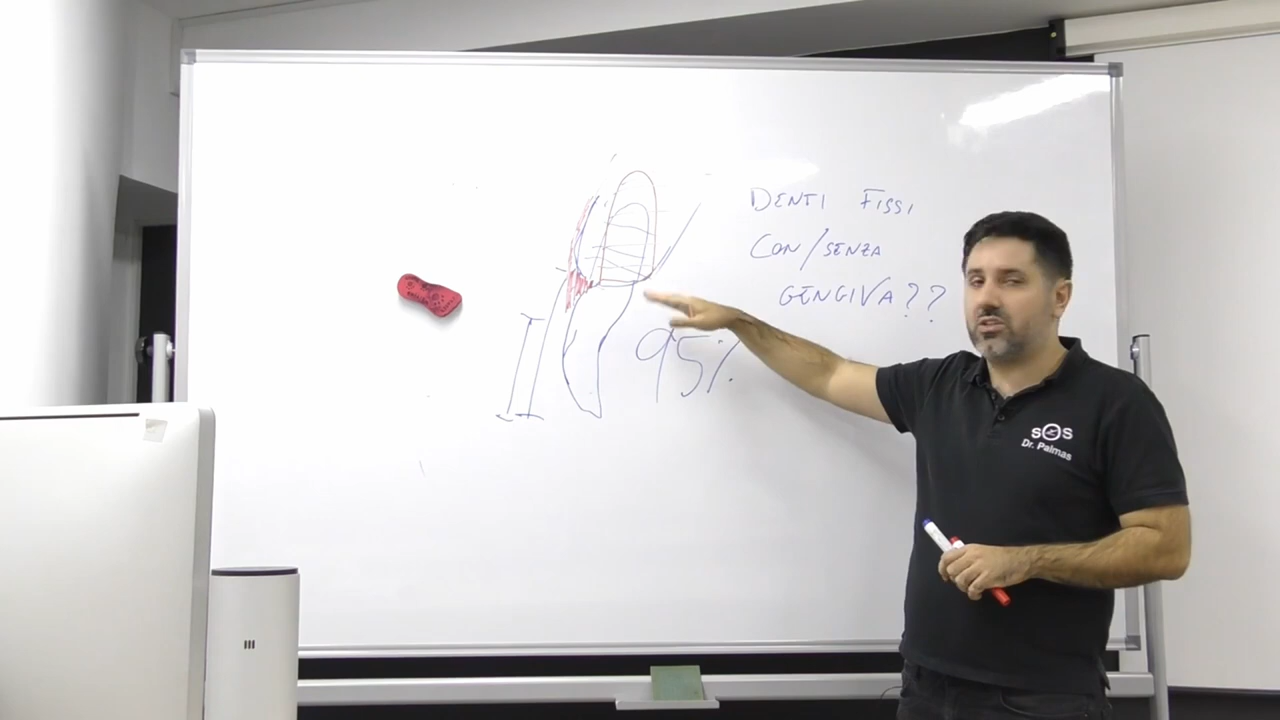 DENTI FISSI
CON/SENZA
GENGIVA??
95%
SOS
Dr. Palmas